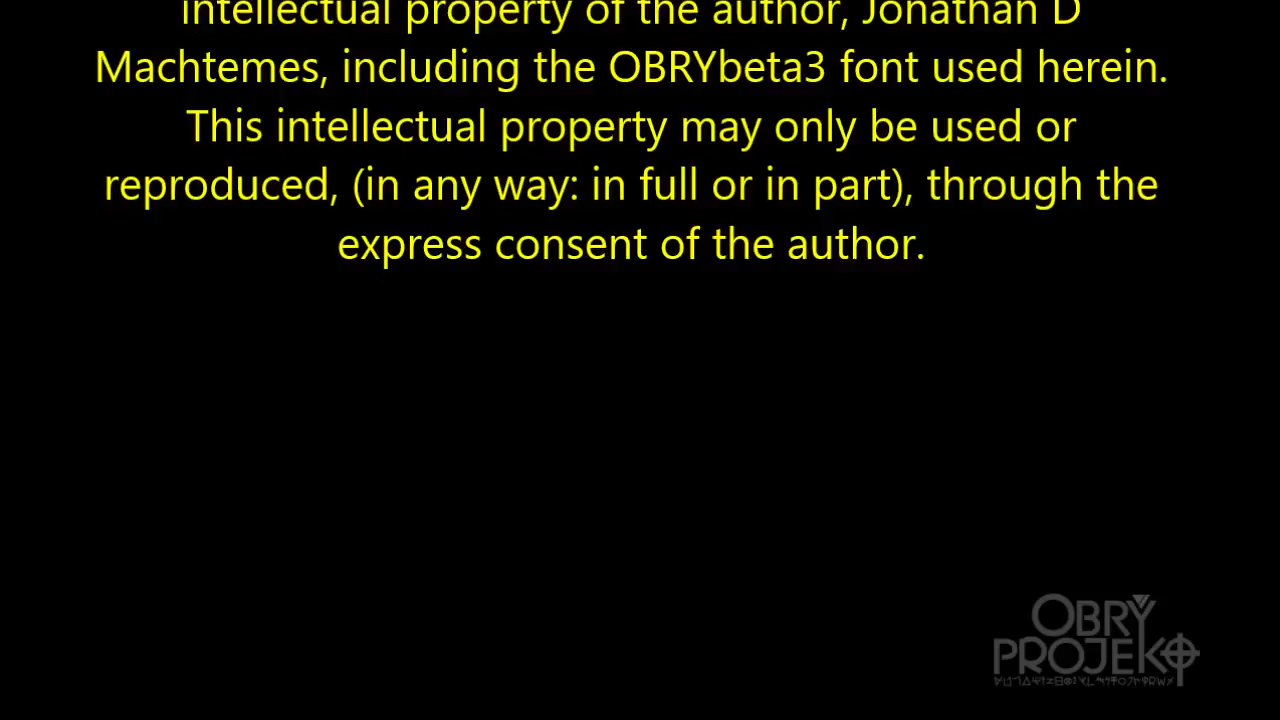 intellectual property of the author, Jonathan D
Machtemes, including the OBRYbeta3 font used herein.
This intellectual property may only be used or
reproduced, (in any way: in full or in part), through the
express consent of the author.
OBRY
PROJEKT